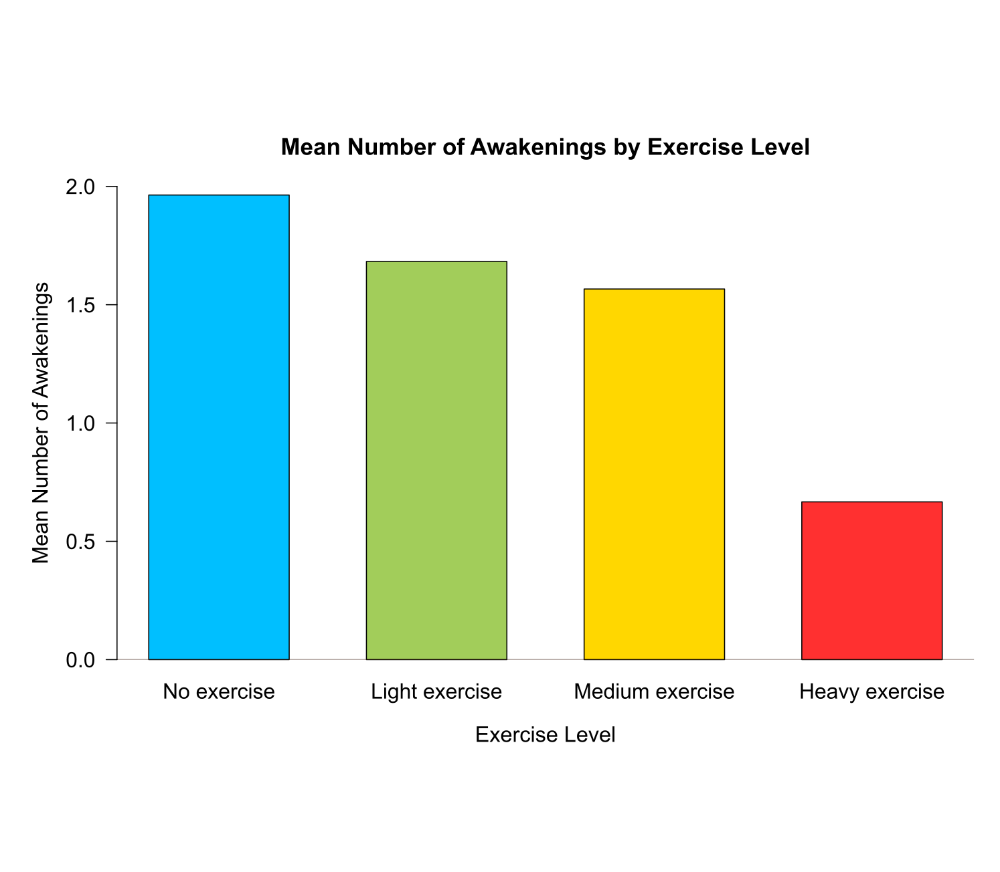 Mean Number of Awakenings by Exercise Level
Mean Number of Awakenings
2.0
1.5
1.0
0.5
0.0
No exercise
Light exercise
Medium exercise
Heavy exercise
Exercise Level